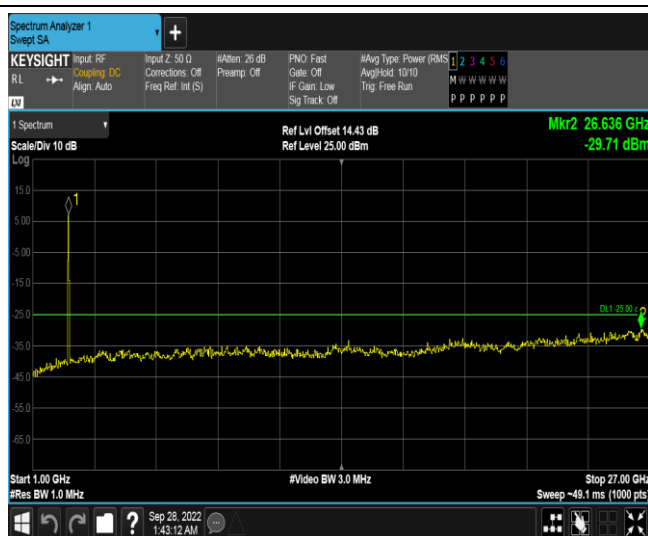 Spectrum Analyzer 1
Swept SA
+
KEYSIGHT
RL
LXI
Input: RF
Coupling: DC
Align: Auto
Input Z: 50 Ω
Corrections: Off
Freq Ref: Int (S)
#Atten: 26 dB
Preamp: Off
PNO: Fast
Gate: Off
IF Gain: Low
Sig Track: Off
#Avg Type: Power (RMS
Avg|Hold: 10/10
Trig: Free Run
1 2 3 4 5 6
M W W W W W
P P P P P P
1 Spectrum
Scale/Div 10 dB
Log
Ref Lvl Offset 14.43 dB
Ref Level 25.00 dBm
Mkr2 26.636 GHz
-29.71 dBm
15.0
5.00
-5.00
-15.0
-25.0
-35.0
-45.0
-55.0
-65.0
1
DL1 -25.00
2
Start 1.00 GHz
#Res BW 1.0 MHz
#Video BW 3.0 MHz
Stop 27.00 GHz
Sweep ~49.1 ms (1000 pts)
?
Sep 28, 2022
1:43:12 AM